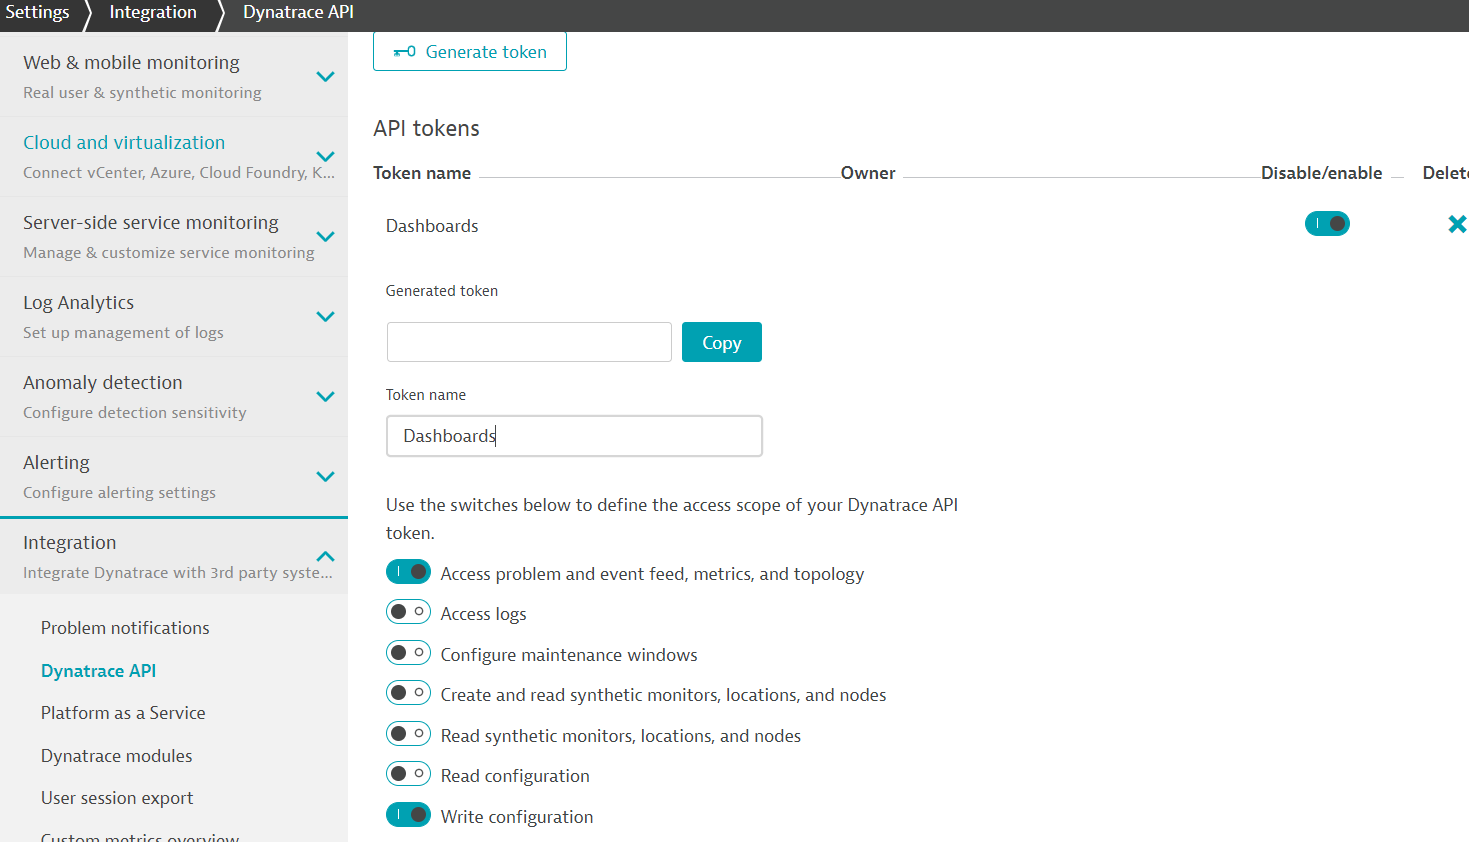 Settings Integration Dynatrace API
Web & mobile monitoring
Real user & synthetic monitoring
Cloud and virtualization
Connect vCenter, Azure, Cloud Foundry, K...
Server-side service monitoring
Manage & customize service monitoring
Log Analytics
Set up management of logs
Anomaly detection
Configure detection sensitivity
Alerting
Configure alerting settings
Integration
Integrate Dynatrace with 3rd party syste...
Problem notifications
Dynatrace API
Platform as a Service
Dynatrace modules
User session export
Custom metrics overview
Generate token
API tokens
Token name Owner Disable/enable Delete
Dashboards
Generated token
Copy
Token name
Dashboards
Use the switches below to define the access scope of your Dynatrace API
token.
Access problem and event feed, metrics, and topology
Access logs
Configure maintenance windows
Create and read synthetic monitors, locations, and nodes
Read synthetic monitors, locations, and nodes
Read configuration
Write configuration